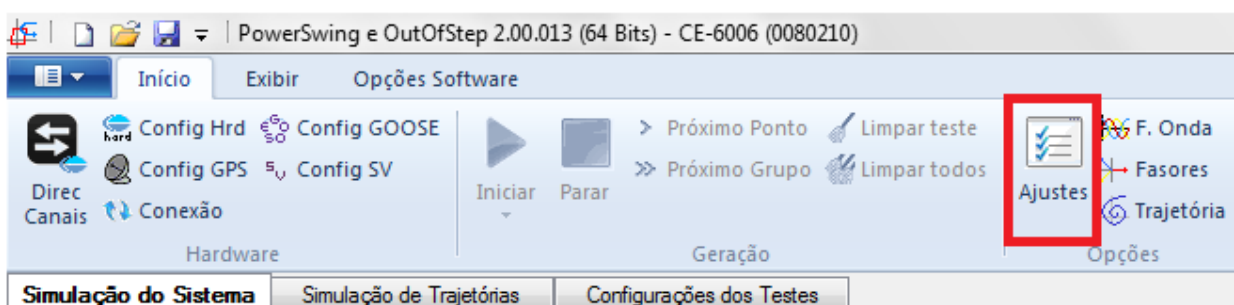 PowerSwing e OutOfStep 2.00.013 (64 Bits) - CE-6006 (0080210)
Início Exibir Opções Software
Direc Canais
hard Config Hrd
Config GPS
Conexão
Config GOOSE
Config SV
Hardware
Iniciar
Parar
> Próximo Ponto
>> Próximo Grupo
Limpar teste
Limpar todos
Geração
Ajustes
F. Onda
Fasores
Trajetória
Opções
Simulação do Sistema Simulação de Trajetórias Configurações dos Testes